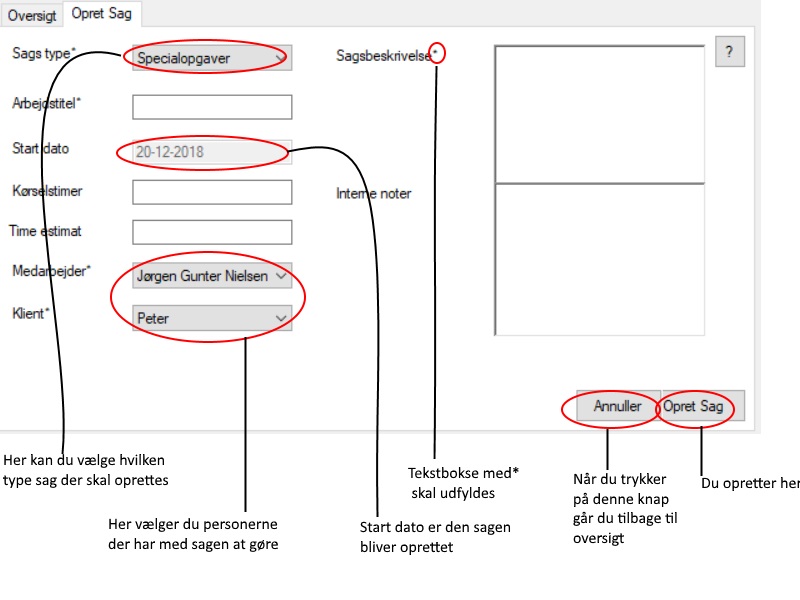 Oversigt
Opret Sag
Sags type*
Specialopgaver
Sagsbeskrivelse*
?
Arbejdstitel*
Start dato
20-12-2018
Kørselstimer
Interne noter
Time estimat
Medarbejder*
Jørgen Gunter Nielsen
Klient*
Peter
Annuller
Opret Sag
Her kan du vælge hvilken
type sag der skal oprettes
Her vælger du personerne
der har med sagen at gøre
Start dato er den sagen
bliver oprettet
Tekstbokse med*
skal udfyldes
Når du trykker
på denne knap
går du tilbage til
oversigt
Du opretter her